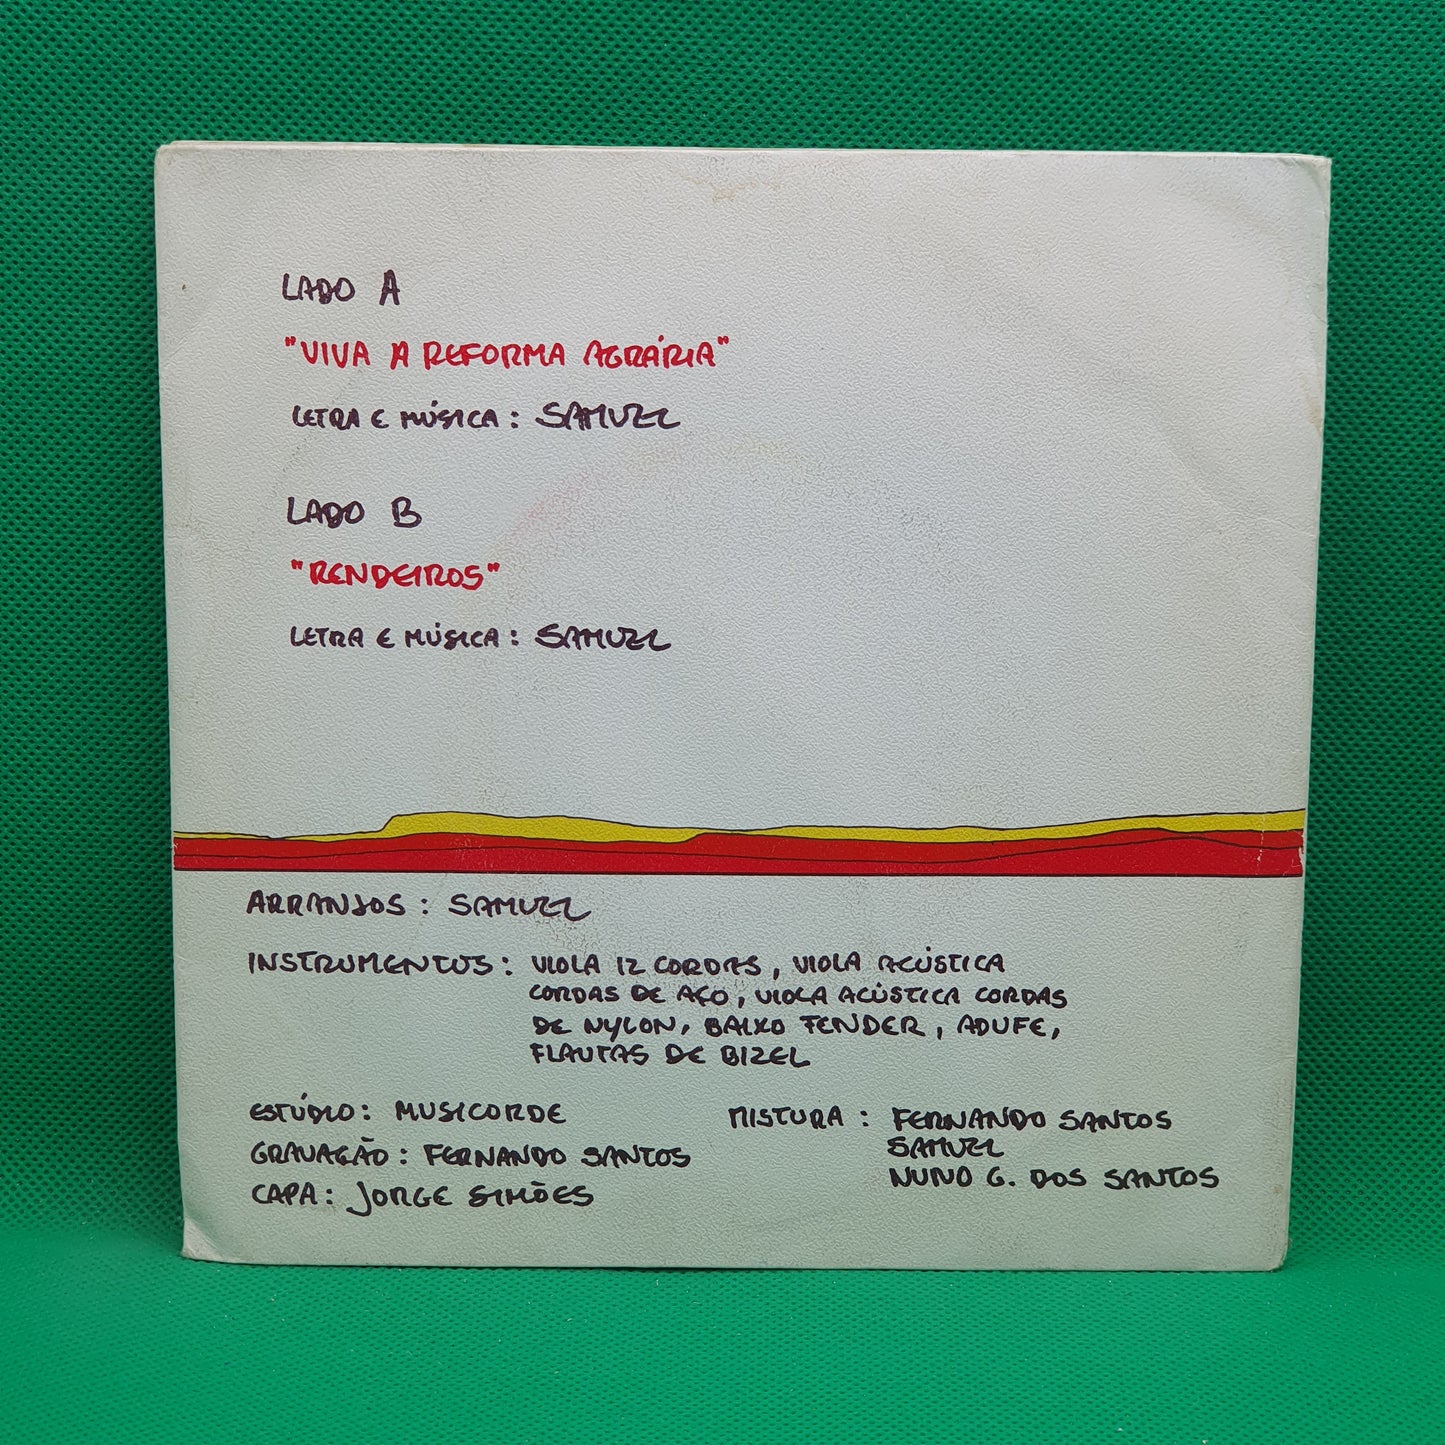 LADO A
"VIVA A REFORMA AGRÁRIA"
LETRA E MÚSICA: SAMUEL
LADO B
"RENDEIROS"
LETRA E MÚSICA: SAMUEL
ARRANJOS: SAMUEL
INSTRUMENTOS: VIOLA 12 CORDAS, VIOLA ACÚSTICA
CORDAS DE AÇO, VIOLA ACÚSTICA CORDAS
DE NYLON, BAIXO FENDER, ADUFE,
FLAUTAS DE BIZEL
ESTÚDIO: MUSICORDE
GRAVAÇÃO: FERNANDO SANTOS
CAPA: JORGE SIMÕES
MISTURA: FERNANDO SANTOS
SAMUEL
NUNO G. DOS SANTOS